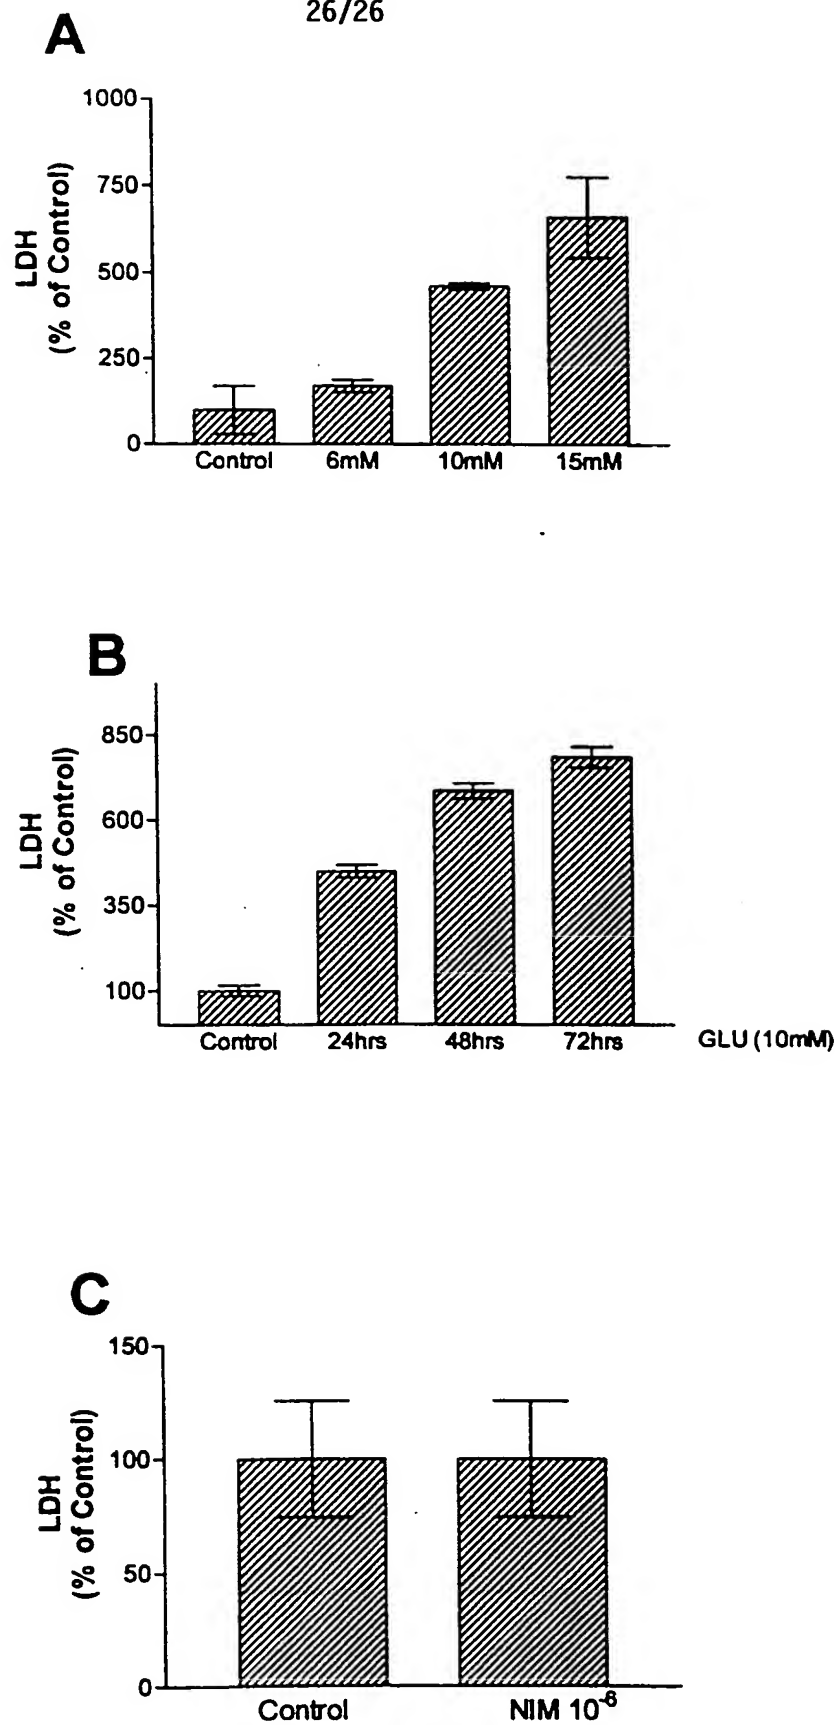 26/26
A
LDH
(% of Control)
1000
750
500
250
0
Control 6mM 10mM 15mM
B
LDH
(% of Control)
850
600
350
100
Control 24hrs 48hrs 72hrs GLU (10mM)
C
LDH
(% of Control)
150
100
50
0
Control NIM 10-6